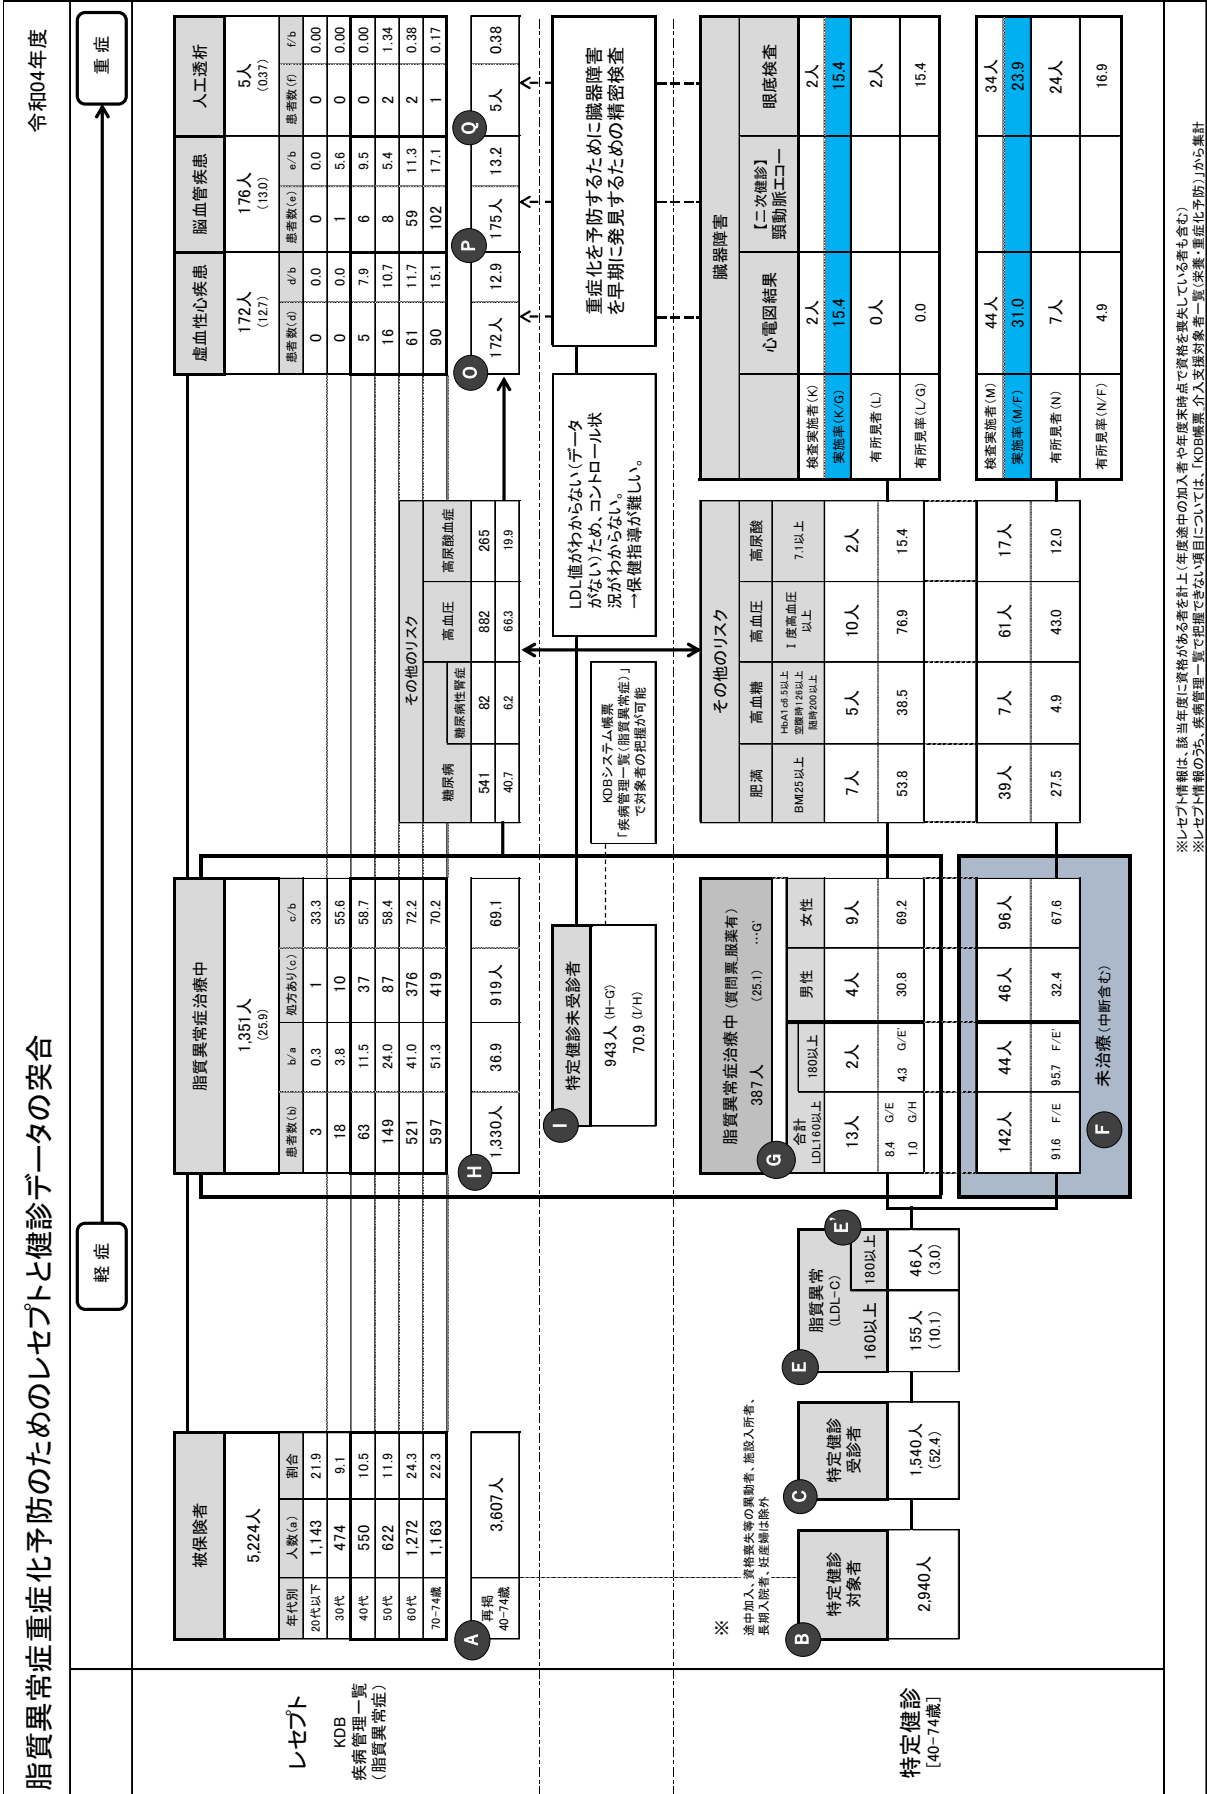 脂質異常症重症化予防のためのレセプトと健診データの突合
令和04年度
軽症
重症
レセプト
KDB
疾病管理一覧
（脂質異常症）
被保険者
5,224人
年代別 人数(a) 割合
20代以下 1,143 21.9
30代 474 9.1
40代 550 10.5
50代 622 11.9
60代 1,272 24.3
70-74歳 1,163 22.3
A
再掲
40-74歳
3,607人
脂質異常症治療中
1,351人
(25.9)
患者数(b) b/a 処方あり(c) c/b
3 0.3 1 33.3
18 3.8 10 55.6
63 11.5 37 58.7
149 24.0 87 58.4
521 41.0 376 72.2
597 51.3 419 70.2
H
1,330人 36.9 919人 69.1
その他のリスク
糖尿病 糖尿病性腎症 高血圧 高尿酸血症
541 82 882 265
40.7 6.2 66.3 19.9
虚血性心疾患 脳血管疾患 人工透析
172人 176人 5人
(12.7) (13.0) (0.37)
患者数(d) d/b 患者数(e) e/b 患者数(f) f/b
0 0.0 0 0.0 0 0.00
0 0.0 1 5.6 0 0.00
5 7.9 6 9.5 0 0.00
16 10.7 8 5.4 2 1.34
61 11.7 59 11.3 2 0.38
90 15.1 102 17.1 1 0.17
O P Q
172人 12.9 175人 13.2 5人 0.38
I
特定健診未受診者
943人 (H-G')
70.9 (I/H)
KDBシステム帳票
「疾病管理一覧（脂質異常症）」
で対象者の把握が可能
LDL値がわからない（データ
がない）ため、コントロール状
況がわからない。
→保健指導が難しい。
重症化を予防するために臓器障害
を早期に発見するための精密検査
特定健診
[40-74歳]
※
途中加入、資格喪失等の異動者、施設入所者、
長期入院者、妊産婦は除外
B
特定健診
対象者
2,940人
C
特定健診
受診者
1,540人
(52.4)
E
脂質異常
(LDL-C)
E'
160以上 180以上
155人 46人
(10.1) (3.0)
脂質異常症治療中（質問票_服薬有）
387人 (25.1) …G'
G
合計
LDL160以上
180以上 男性 女性
13人 2人 4人 9人
8.4 G/E
1.0 G/H
4.3 G/E' 30.8 69.2
142人 44人 46人 96人
91.6 F/E 95.7 F/E' 32.4 67.6
F
未治療（中断含む）
その他のリスク
肥満 高血糖 高血圧 高尿酸
BMI25以上
HbA1c6.5以上
空腹時126以上
随時200以上
Ⅰ度高血圧
以上
7.1以上
7人 5人 10人 2人
53.8 38.5 76.9 15.4
39人 7人 61人 17人
27.5 4.9 43.0 12.0
臓器障害
心電図結果
【二次健診】
頸動脈エコー
眼底検査
検査実施者(K) 2人 2人
実施率(K/G) 15.4 15.4
有所見者(L) 0人 2人
有所見率(L/G) 0.0 15.4
検査実施者(M) 44人 34人
実施率(M/F) 31.0 23.9
有所見者(N) 7人 24人
有所見率(N/F) 4.9 16.9
※レセプト情報は、該当年度に資格がある者を計上（年度途中の加入者や年度末時点で資格を喪失している者も含む）
※レセプト情報のうち、疾病管理一覧で把握できない項目については、「KDB帳票_介入支援対象者一覧（栄養・重症化予防）」から集計